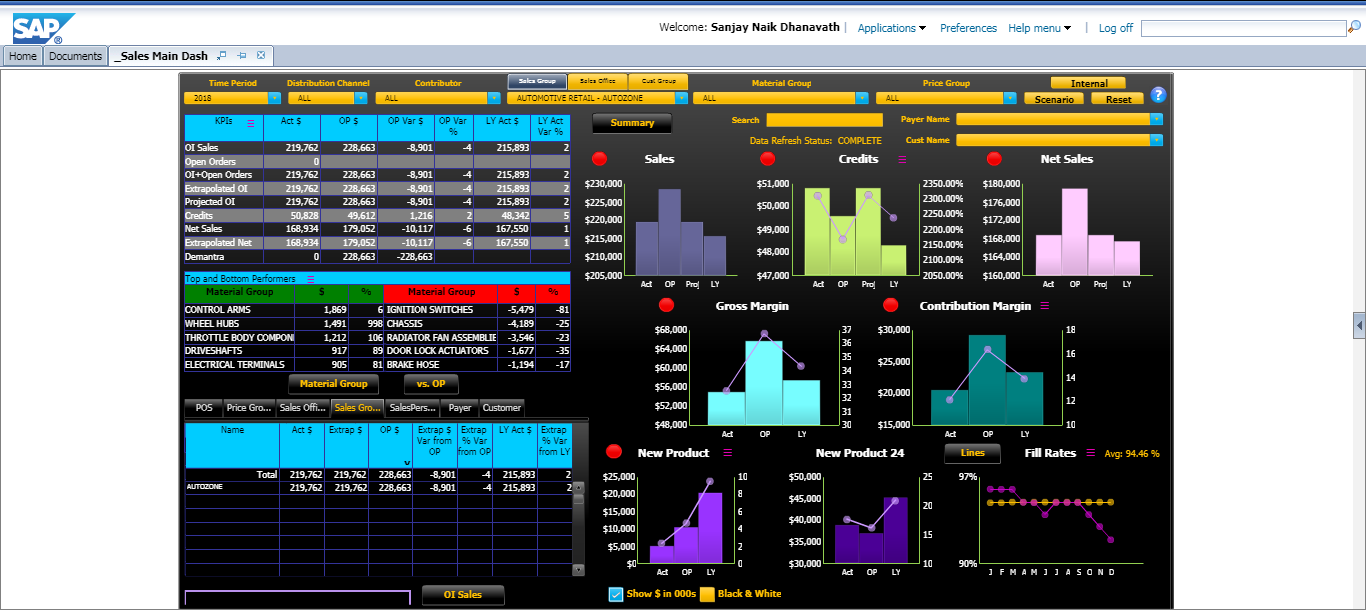 SAP ®
Welcome: Sanjay Naik Dhanavath | Applications Preferences Help menu | Log off
Home Documents _Sales Main Dash
Time Period Distribution Channel Contributor Sales Group Sales Office Cust Group Material Group Price Group Internal
2018 ALL ALL AUTOMOTIVE RETAIL - AUTOZONE ALL ALL Scenario Reset ?
KPIs Act $ OP $ OP Var $ OP Var % LY Act $ LY Act Var %
OI Sales 219,762 228,663 -8,901 -4 215,893 2
Open Orders 0
OI+Open Orders 219,762 228,663 -8,901 -4 215,893 2
Extrapolated OI 219,762 228,663 -8,901 -4 215,893 2
Projected OI 219,762 228,663 -8,901 -4 215,893 2
Credits 50,828 49,612 1,216 2 48,342 5
Net Sales 168,934 179,052 -10,117 -6 167,550 1
Extrapolated Net 168,934 179,052 -10,117 -6 167,550 1
Demantra 0 228,663 -228,663
Top and Bottom Performers
Material Group $ % Material Group $ %
CONTROL ARMS 1,869 6 IGNITION SWITCHES -5,479 -81
WHEEL HUBS 1,491 998 CHASSIS -4,189 -25
THROTTLE BODY COMPON 1,212 106 RADIATOR FAN ASSEMBLIE -3,546 -23
DRIVESHAFTS 917 89 DOOR LOCK ACTUATORS -1,677 -35
ELECTRICAL TERMINALS 905 81 BRAKE HOSE -1,194 -17
Material Group vs. OP
POS Price Gro... Sales Offi... Sales Gro... SalesPers... Payer Customer
Name Act $ Extrap $ OP $ Extrap $ Var from OP Extrap % Var from OP LY Act $ Extrap % Var from LY
Total 219,762 219,762 228,663 -8,901 -4 215,893 2
AUTOZONE 219,762 219,762 228,663 -8,901 -4 215,893 2
OI Sales
Summary Search Payer Name
Data Refresh Status: COMPLETE Cust Name
Sales
$230,000
$225,000
$220,000
$215,000
$210,000
$205,000
Act OP Proj LY
Credits
$51,000
$50,000
$49,000
$48,000
$47,000
2350.00%
2300.00%
2250.00%
2200.00%
2150.00%
2100.00%
2050.00%
Act OP Proj LY
Net Sales
$180,000
$176,000
$172,000
$168,000
$164,000
$160,000
Act OP Proj LY
Gross Margin
$68,000
$64,000
$60,000
$56,000
$52,000
$48,000
37
36
35
34
33
32
31
30
Act OP LY
Contribution Margin
$30,000
$25,000
$20,000
$15,000
18
16
14
12
10
Act OP LY
New Product
$25,000
$20,000
$15,000
$10,000
$5,000
$0
10
8
6
4
2
0
Act OP LY
New Product 24
$50,000
$45,000
$40,000
$35,000
$30,000
25
20
15
10
Act OP LY
Lines Fill Rates Avg: 94.46 %
97%
90%
J F M A M J J A S O N D
Show $ in 000s Black & White